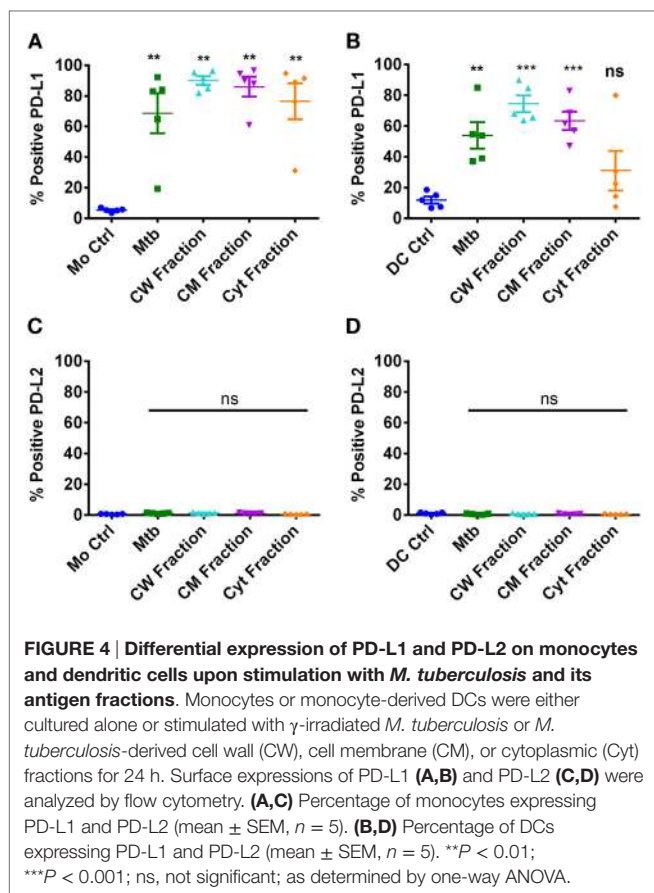 A
B
% Positive PD-L1
100
80
60
40
20
0
**
**
**
**
Mo Ctrl
Mtb
CW Fraction
CM Fraction
Cyt Fraction
% Positive PD-L1
100
80
60
40
20
0
**
***
***
ns
DC Ctrl
Mtb
CW Fraction
CM Fraction
Cyt Fraction
C
D
% Positive PD-L2
100
80
60
40
20
0
ns
Mo Ctrl
Mtb
CW Fraction
CM Fraction
Cyt Fraction
% Positive PD-L2
100
80
60
40
20
0
ns
DC Ctrl
Mtb
CW Fraction
CM Fraction
Cyt Fraction
FIGURE 4 | Differential expression of PD-L1 and PD-L2 on monocytes
and dendritic cells upon stimulation with M. tuberculosis and its
antigen fractions. Monocytes or monocyte-derived DCs were either
cultured alone or stimulated with γ-irradiated M. tuberculosis or M.
tuberculosis-derived cell wall (CW), cell membrane (CM), or cytoplasmic (Cyt)
fractions for 24 h. Surface expressions of PD-L1 (A,B) and PD-L2 (C,D) were
analyzed by flow cytometry. (A,C) Percentage of monocytes expressing
PD-L1 and PD-L2 (mean ± SEM, n = 5). (B,D) Percentage of DCs
expressing PD-L1 and PD-L2 (mean ± SEM, n = 5). **P < 0.01;
***P < 0.001; ns, not significant; as determined by one-way ANOVA.